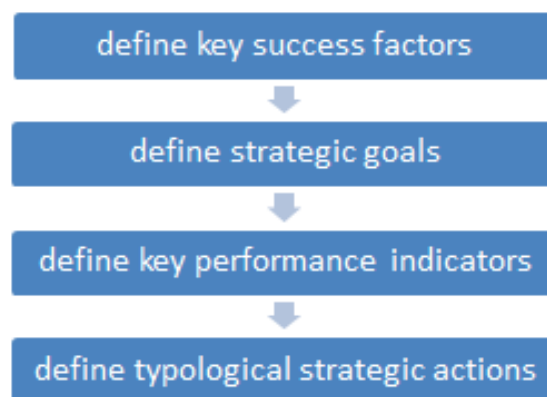 define key success factors
define strategic goals
define key performance indicators
define typological strategic actions